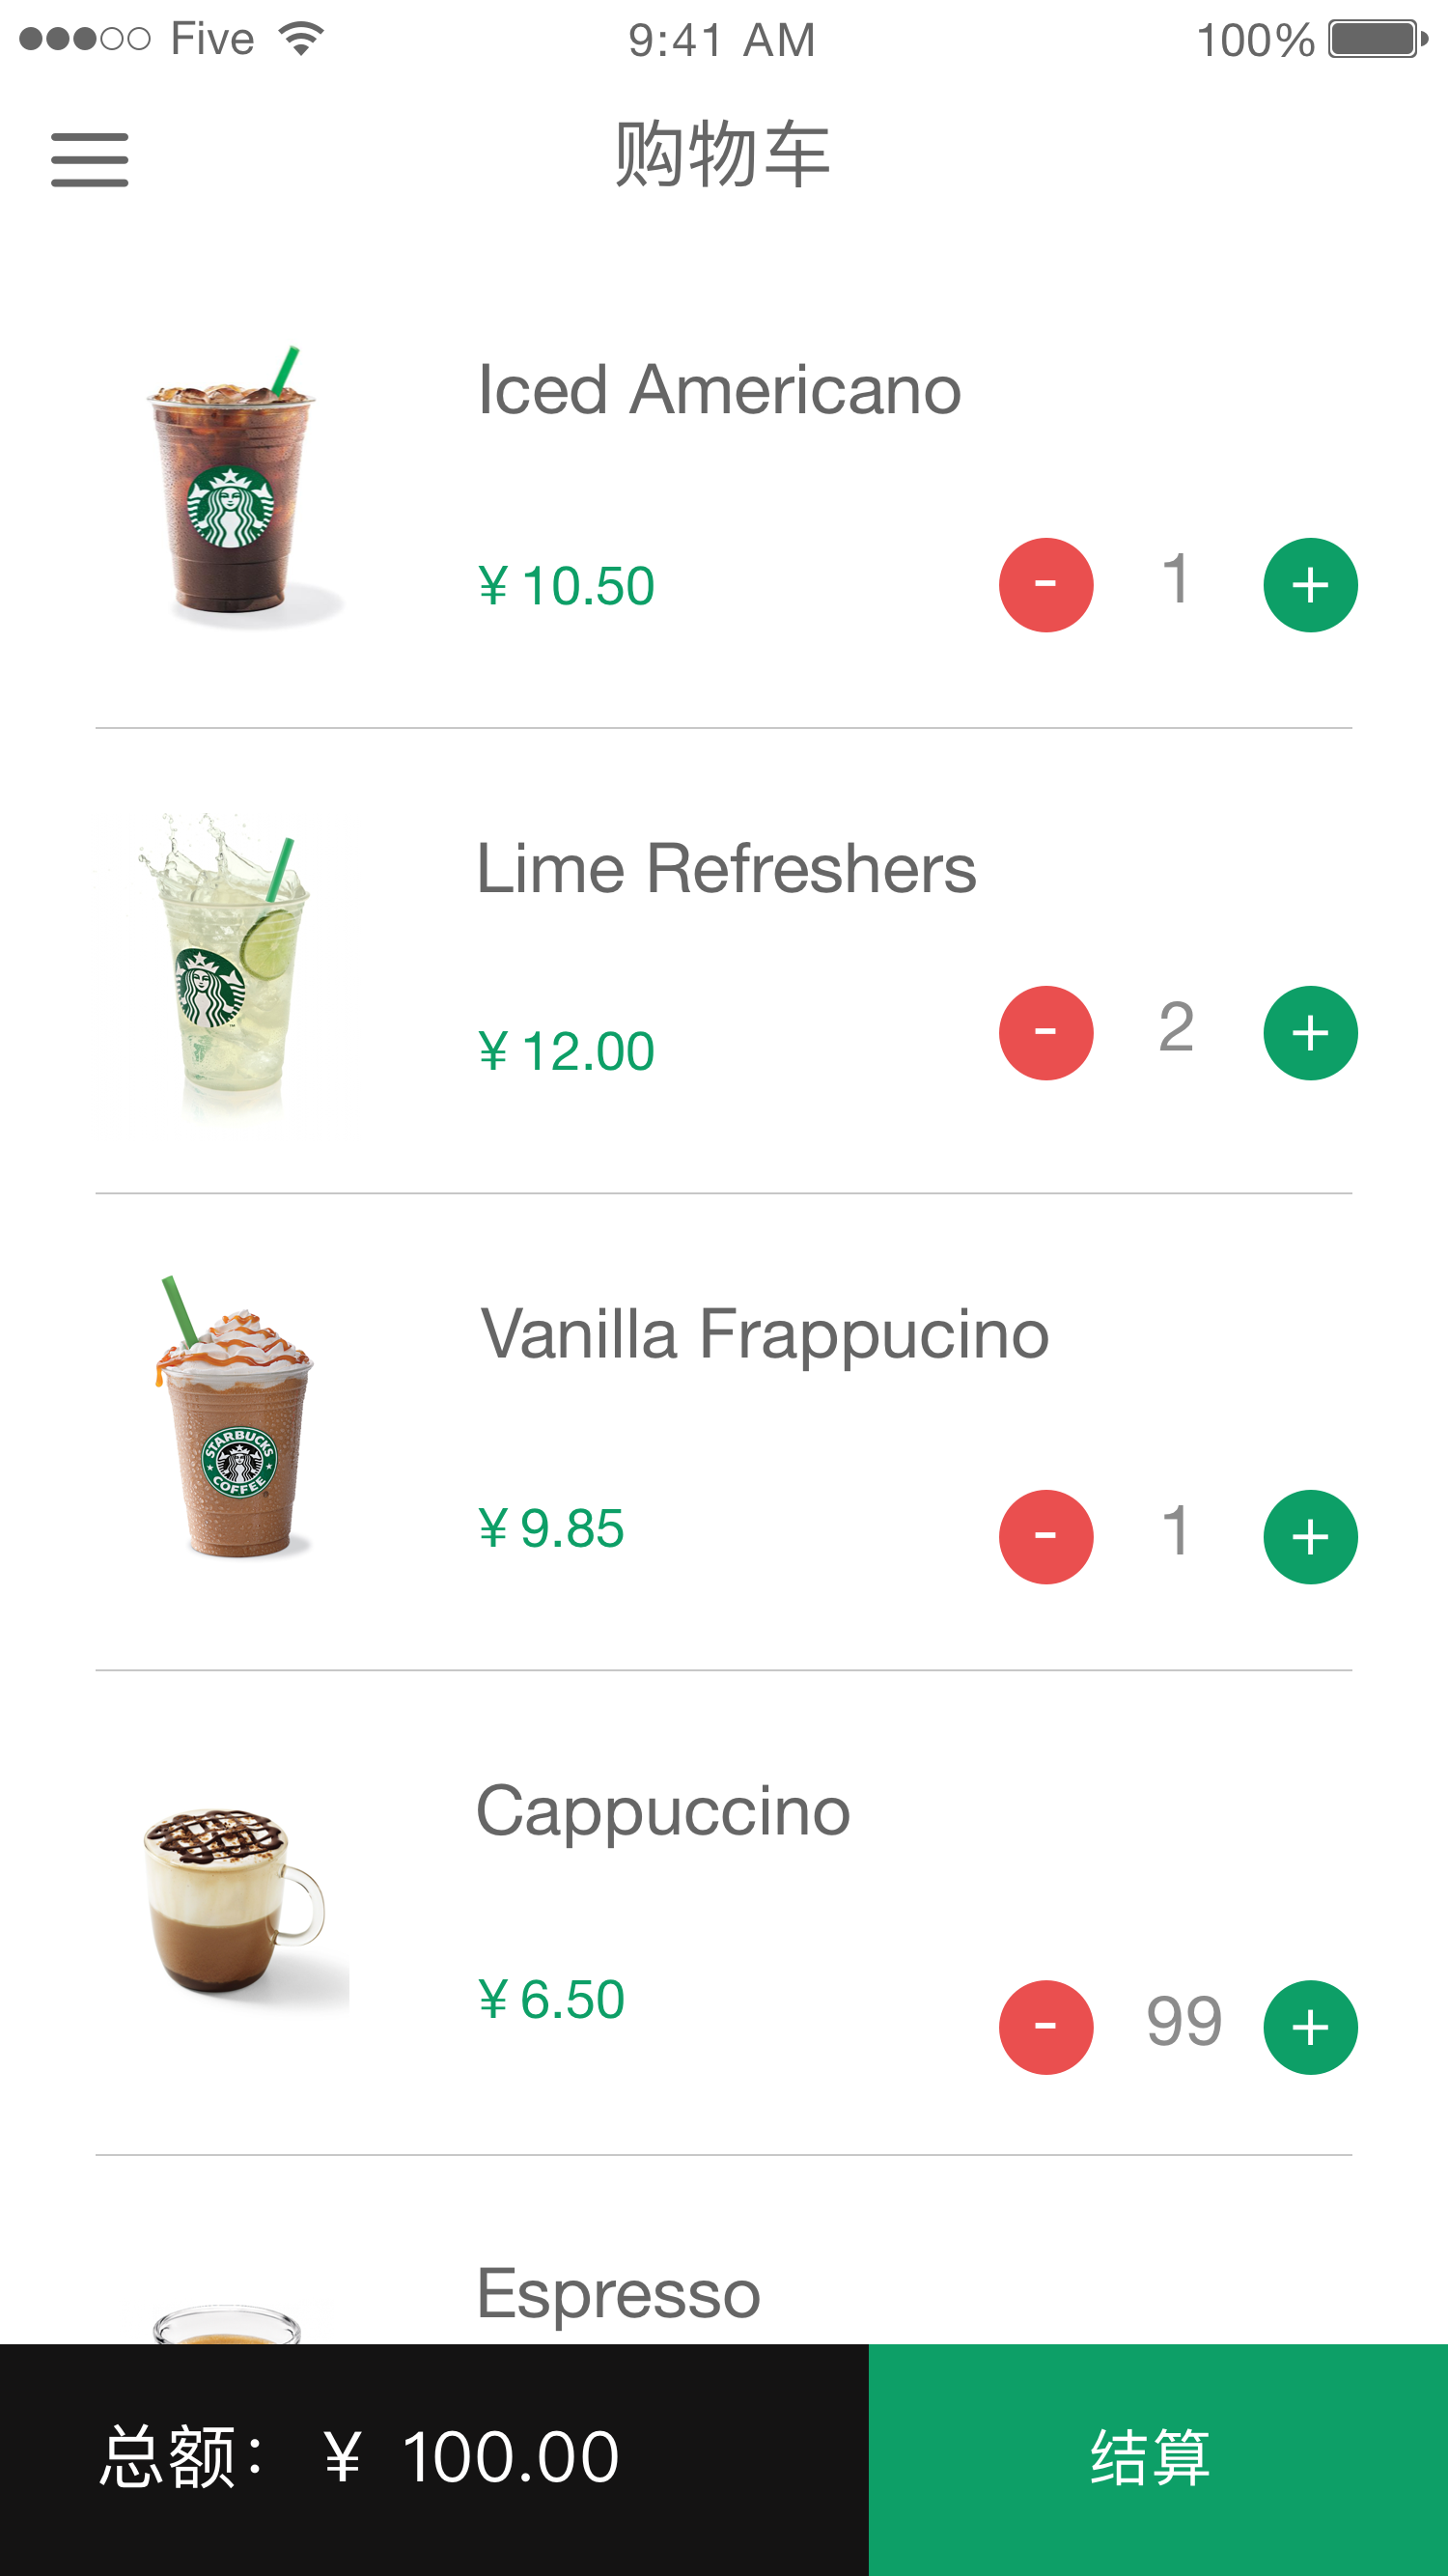 Five 9:41 AM 100%
购物车
Iced Americano
¥ 10.50 - 1 +
Lime Refreshers
¥ 12.00 - 2 +
Vanilla Frappucino
STARBUCKS
COFFEE
¥ 9.85 - 1 +
Cappuccino
¥ 6.50 - 99 +
Espresso
总额： ¥ 100.00 结算